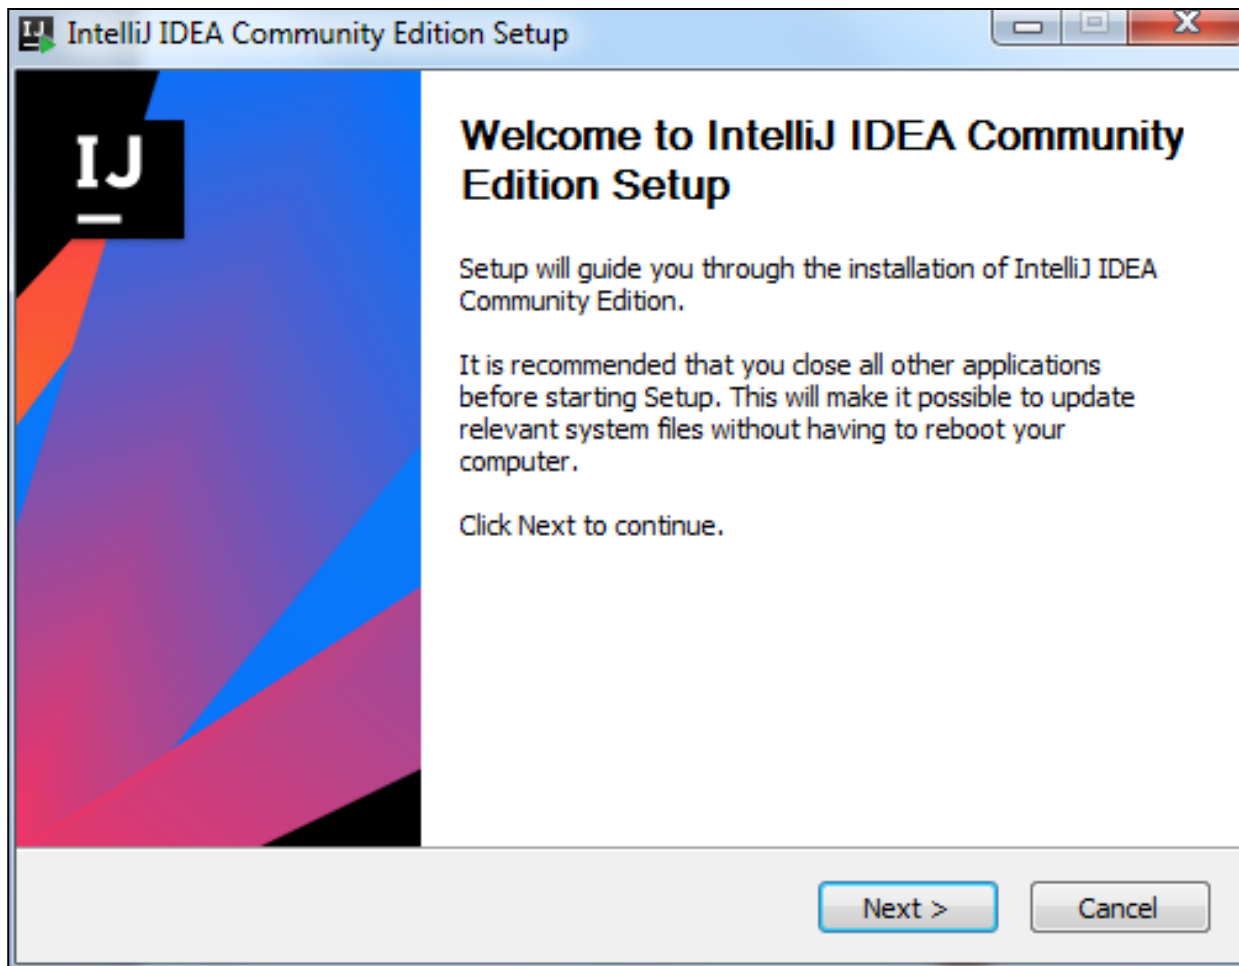 IntelliJ IDEA Community Edition Setup
IJ
Welcome to IntelliJ IDEA Community
Edition Setup
Setup will guide you through the installation of IntelliJ IDEA
Community Edition.
It is recommended that you close all other applications
before starting Setup. This will make it possible to update
relevant system files without having to reboot your
computer.
Click Next to continue.
Next >
Cancel